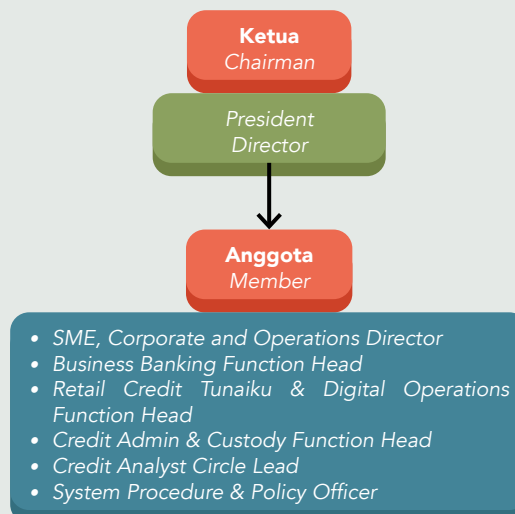 Ketua
Chairman
President
Director
Anggota
Member
• SME, Corporate and Operations Director
• Business Banking Function Head
• Retail Credit Tunaiku & Digital Operations
Function Head
• Credit Admin & Custody Function Head
• Credit Analyst Circle Lead
• System Procedure & Policy Officer